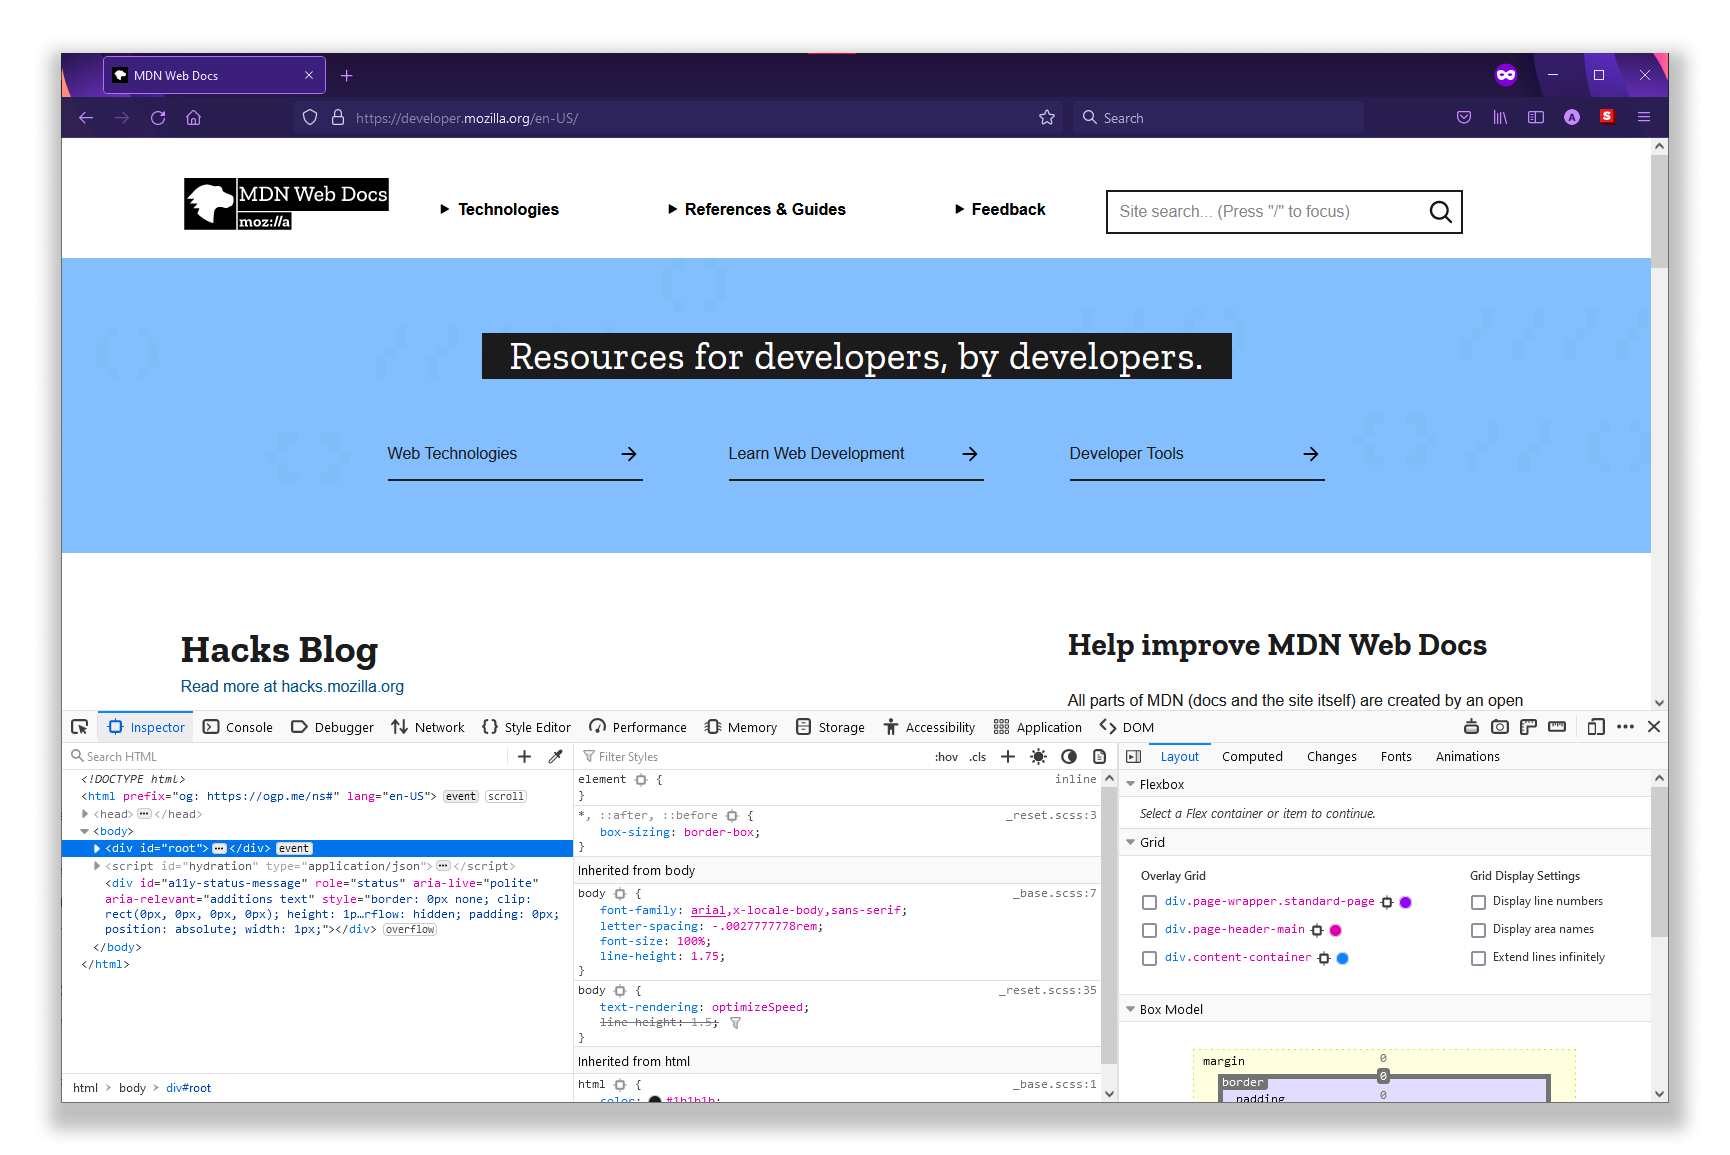 MDN Web Docs
https://developer.mozilla.org/en-US/
Search
A
S
MDN Web Docs
moz://a
Technologies
References & Guides
Feedback
Site search... (Press "/" to focus)
Resources for developers, by developers.
Web Technologies
Learn Web Development
Developer Tools
Hacks Blog
Read more at hacks.mozilla.org
Help improve MDN Web Docs
All parts of MDN (docs and the site itself) are created by an open
Inspector Console Debugger Network Style Editor Performance Memory Storage Accessibility Application DOM
Search HTML
<!DOCTYPE html>
<html prefix="og: https://ogp.me/ns#" lang="en-US"> event scroll
<head> ··· </head>
<body>
<div id="root"> ··· </div> event
<script id="hydration" type="application/json"> ··· </script>
<div id="a11y-status-message" role="status" aria-live="polite"
aria-relevant="additions text" style="border: 0px none; clip:
rect(0px, 0px, 0px, 0px); height: 1p…rflow: hidden; padding: 0px;
position: absolute; width: 1px;"></div> overflow
</body>
</html>
html > body > div#root
Filter Styles :hov .cls
element { inline
}
*, ::after, ::before { _reset.scss:3
box-sizing: border-box;
}
Inherited from body
body { _base.scss:7
font-family: arial,x-locale-body,sans-serif;
letter-spacing: -.0027777778rem;
font-size: 100%;
line-height: 1.75;
}
body { _reset.scss:35
text-rendering: optimizeSpeed;
line-height: 1.5;
}
Inherited from html
html { _base.scss:1
color: #1b1b1b;
Layout Computed Changes Fonts Animations
Flexbox
Select a Flex container or item to continue.
Grid
Overlay Grid
div.page-wrapper.standard-page
div.page-header-main
div.content-container
Grid Display Settings
Display line numbers
Display area names
Extend lines infinitely
Box Model
margin 0
border 0
padding 0